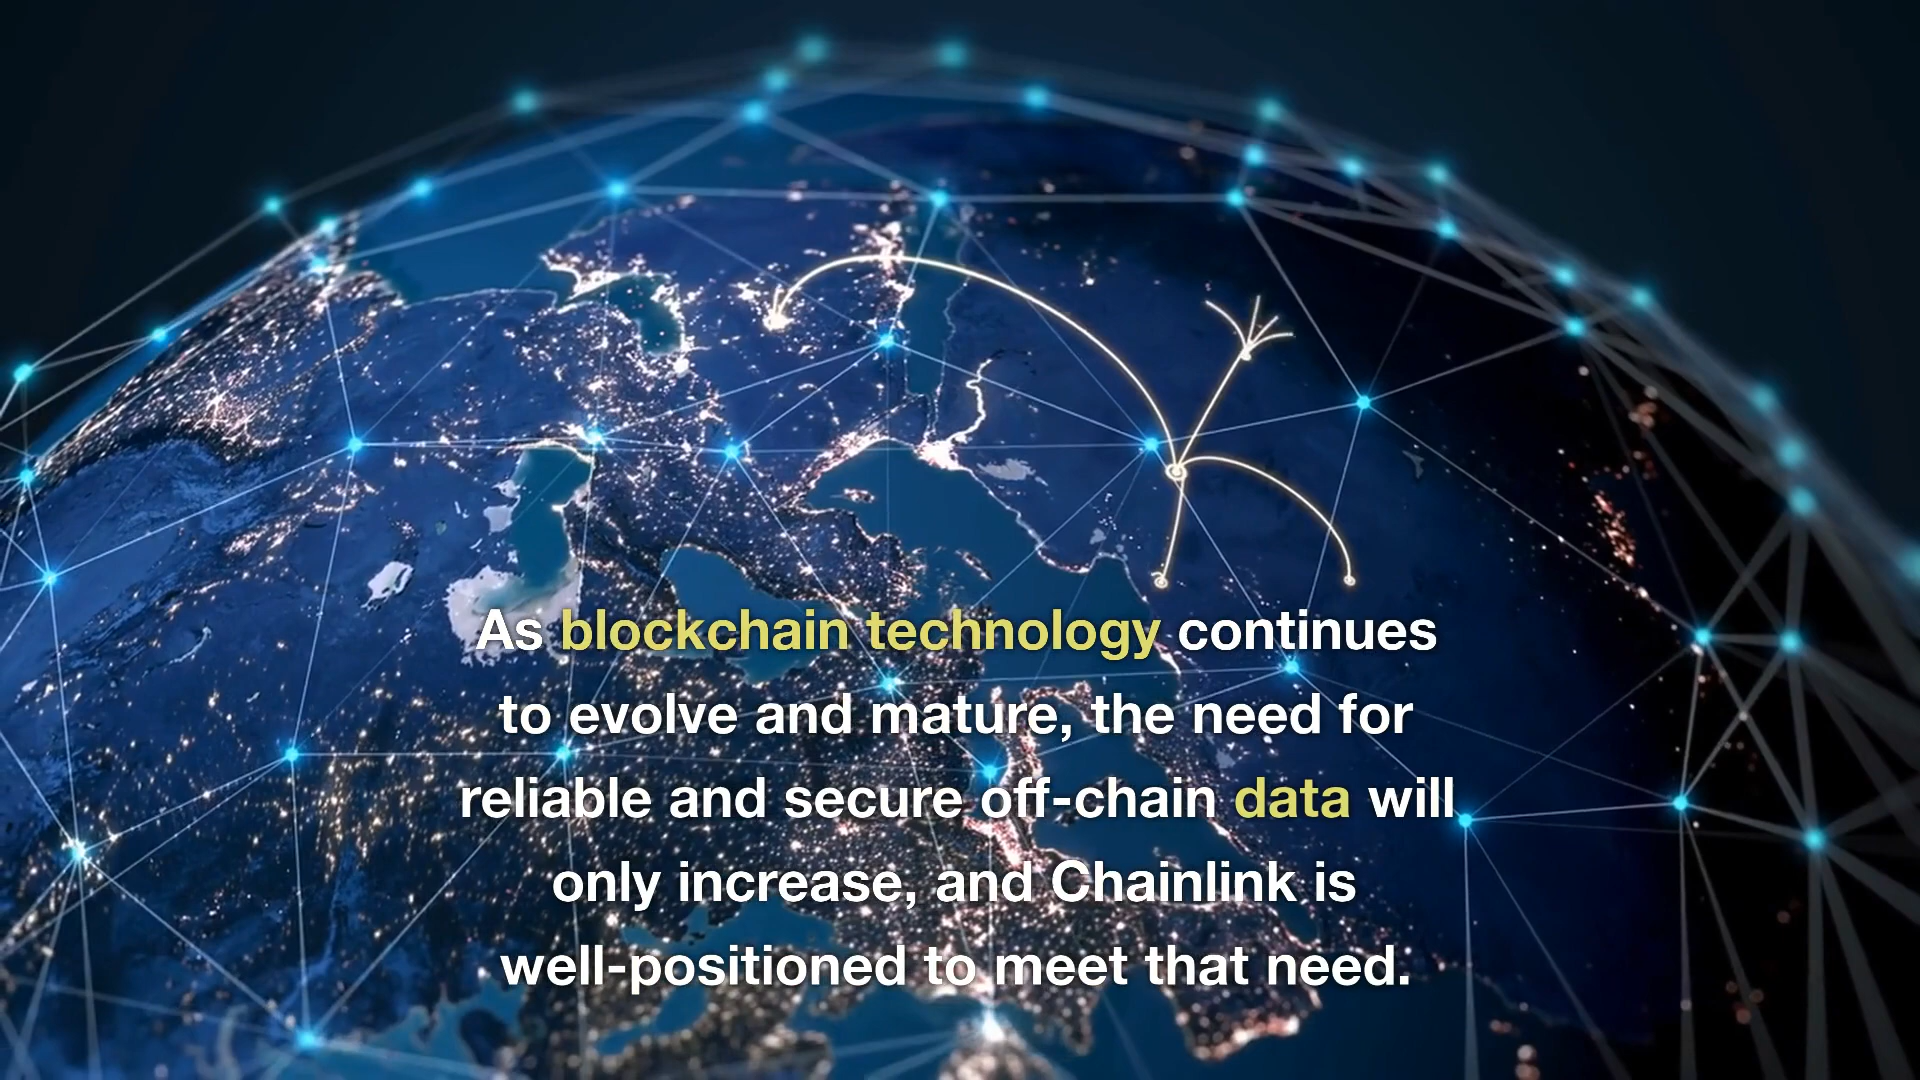 As blockchain technology continues
to evolve and mature, the need for
reliable and secure off-chain data will
only increase, and Chainlink is
well-positioned to meet that need.